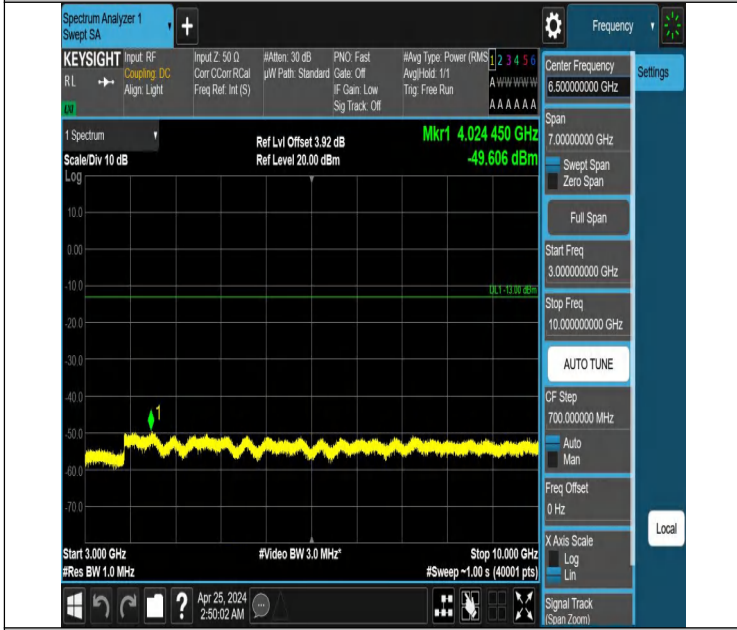 Spectrum Analyzer 1
Swept SA
+
Frequency
KEYSIGHT
RL
Input: RF
Coupling: DC
Align: Light
Input Z: 50 Ω
Corr CCorr RCal
Freq Ref: Int (S)
#Atten: 30 dB
µW Path: Standard
PNO: Fast
Gate: Off
IF Gain: Low
Sig Track: Off
#Avg Type: Power (RMS
Avg|Hold: 1/1
Trig: Free Run
1 2 3 4 5 6
A W W W W W
A A A A A A
1 Spectrum
Scale/Div 10 dB
Log
Ref Lvl Offset 3.92 dB
Ref Level 20.00 dBm
Mkr1 4.024 450 GHz
-49.606 dBm
10.0
0.00
-10.0
-20.0
-30.0
-40.0
-50.0
-60.0
-70.0
DL1 -13.00 dBm
1
Start 3.000 GHz
#Res BW 1.0 MHz
#Video BW 3.0 MHz*
Stop 10.000 GHz
#Sweep ~1.00 s (40001 pts)
?
Apr 25, 2024
2:50:02 AM
Center Frequency
6.500000000 GHz
Settings
Span
7.00000000 GHz
Swept Span
Zero Span
Full Span
Start Freq
3.000000000 GHz
Stop Freq
10.000000000 GHz
AUTO TUNE
CF Step
700.000000 MHz
Auto
Man
Freq Offset
0 Hz
X Axis Scale
Log
Lin
Local
Signal Track
(Span Zoom)